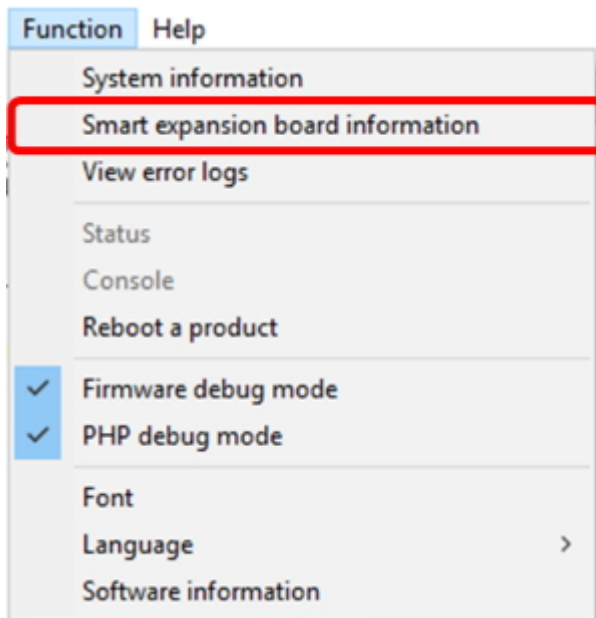 Function Help
System information
Smart expansion board information
View error logs
Status
Console
Reboot a product
Firmware debug mode
PHP debug mode
Font
Language
Software information